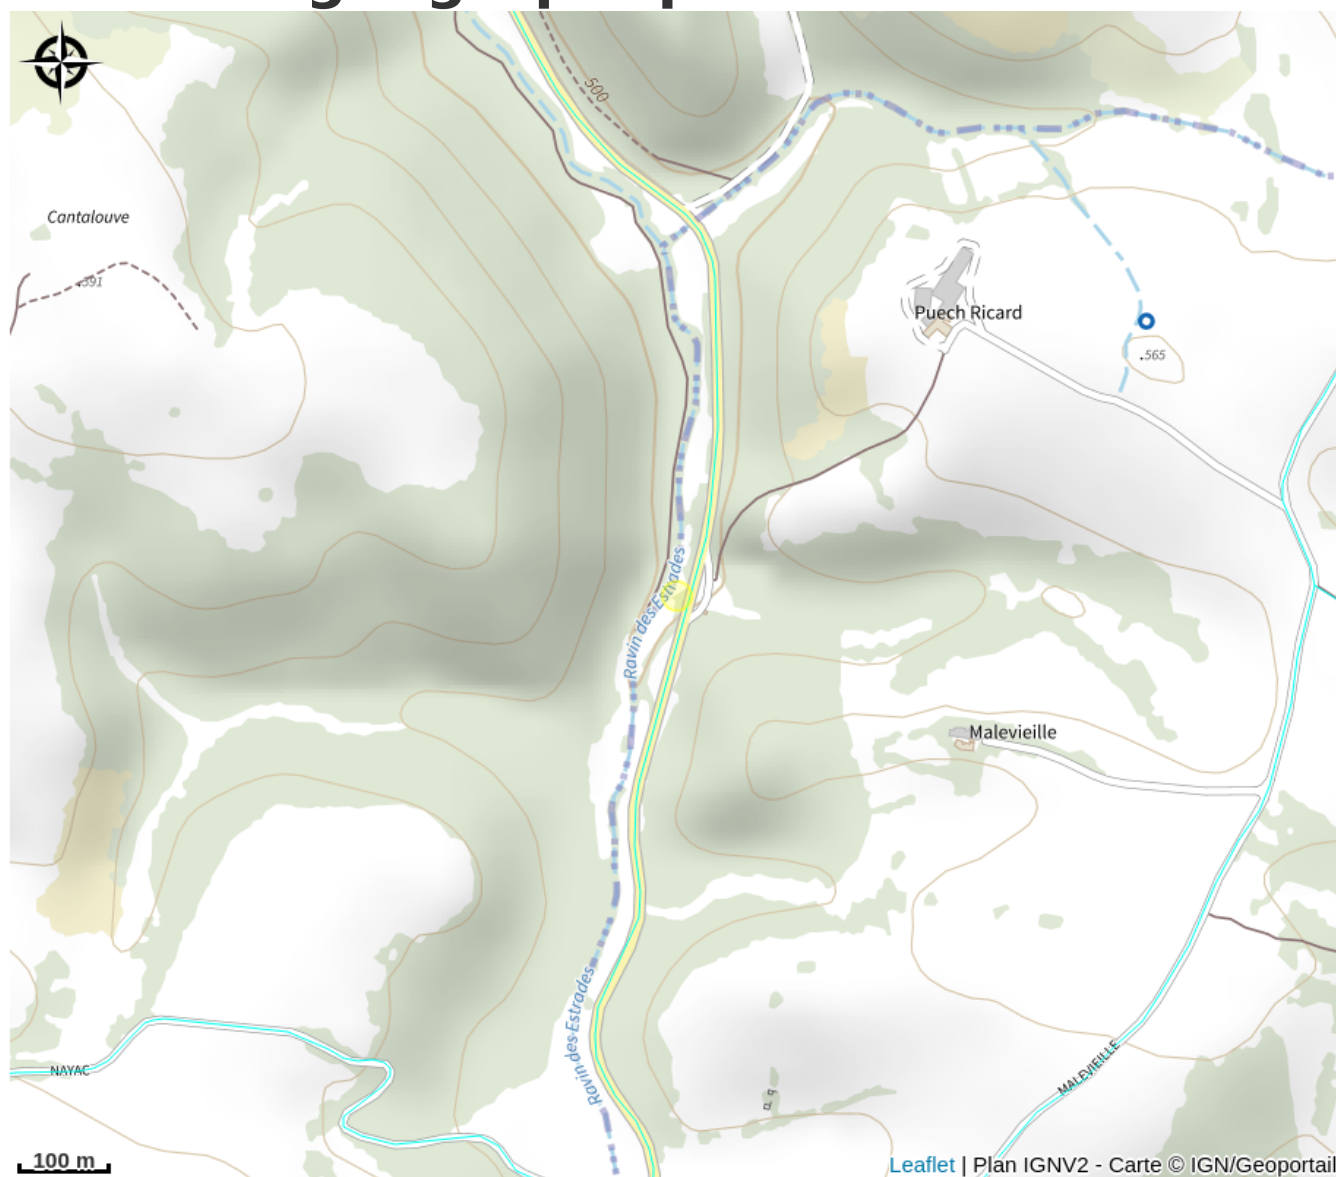 500
Cantalouve
391
Puech Ricard
565
Ravin des Estrades
Malevieille
Ravin des Estrades
NAYAC
MALEVIEILLE
100 m
Leaflet | Plan IGNV2 - Carte © IGN/Geoportail